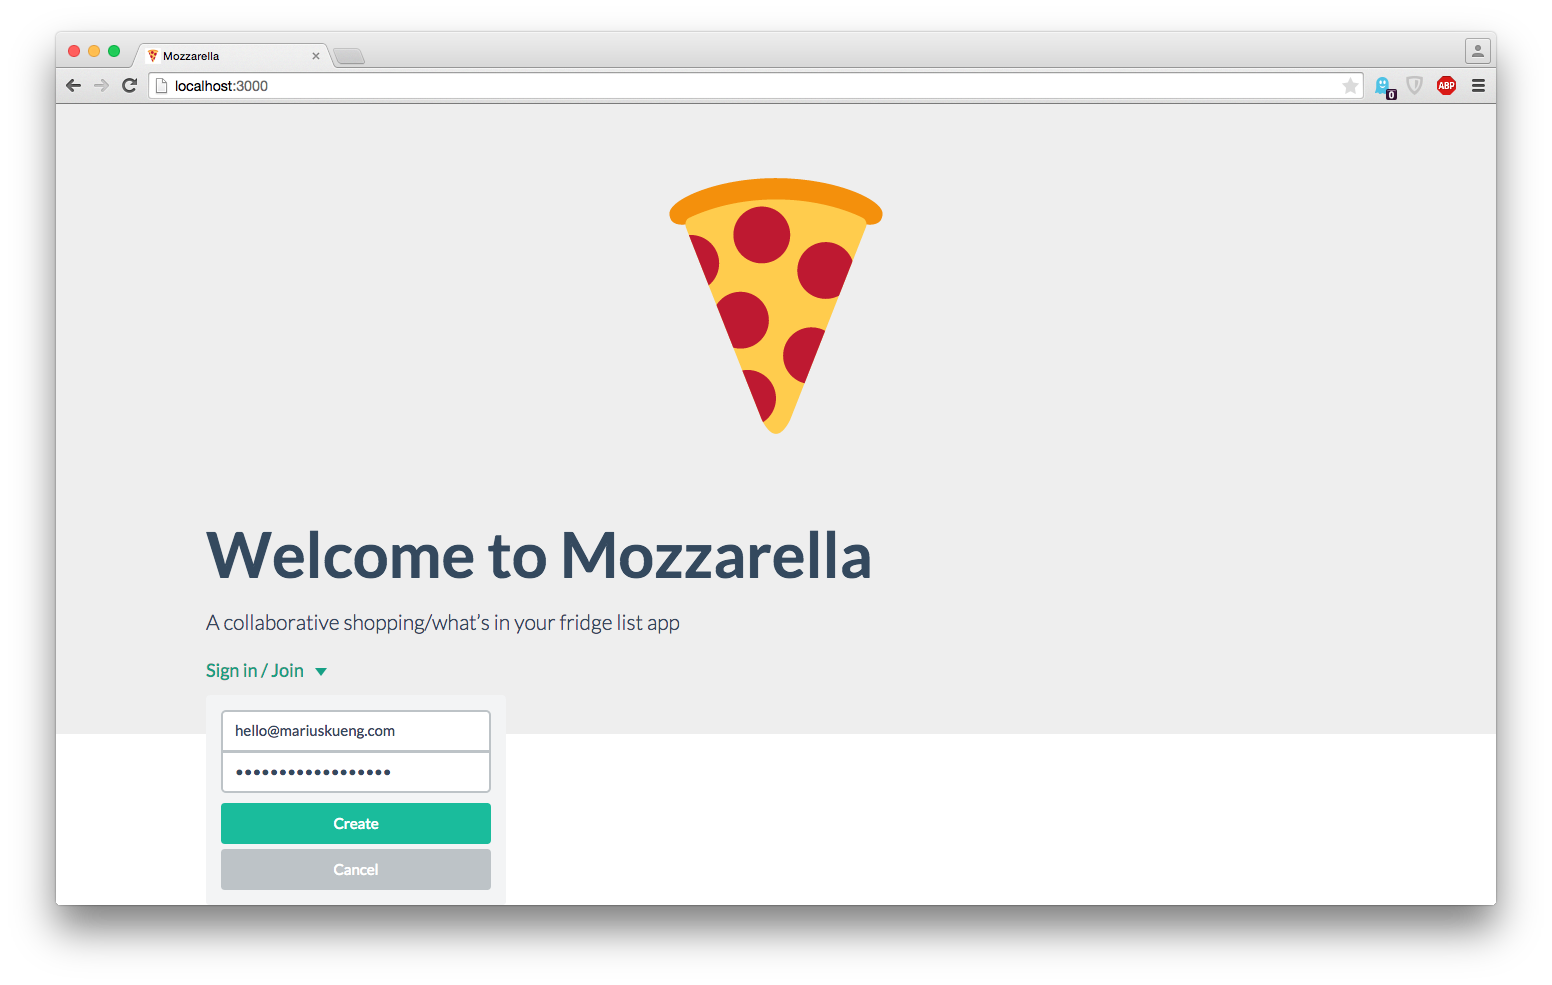 Mozzarella
localhost:3000
0
ABP
Welcome to Mozzarella
A collaborative shopping/what's in your fridge list app
Sign in / Join
hello@mariuskueng.com
••••••••••••••••••
Create
Cancel